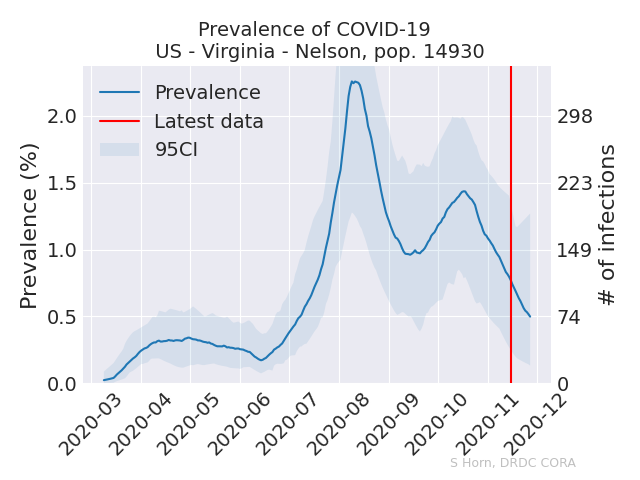 Prevalence of COVID-19
US - Virginia - Nelson, pop. 14930
Prevalence
Latest data
95CI
Prevalence (%)
2.0
1.5
1.0
0.5
0.0
298
223
149
74
0
# of infections
2020-03
2020-04
2020-05
2020-06
2020-07
2020-08
2020-09
2020-10
2020-11
2020-12
S Horn, DRDC CORA